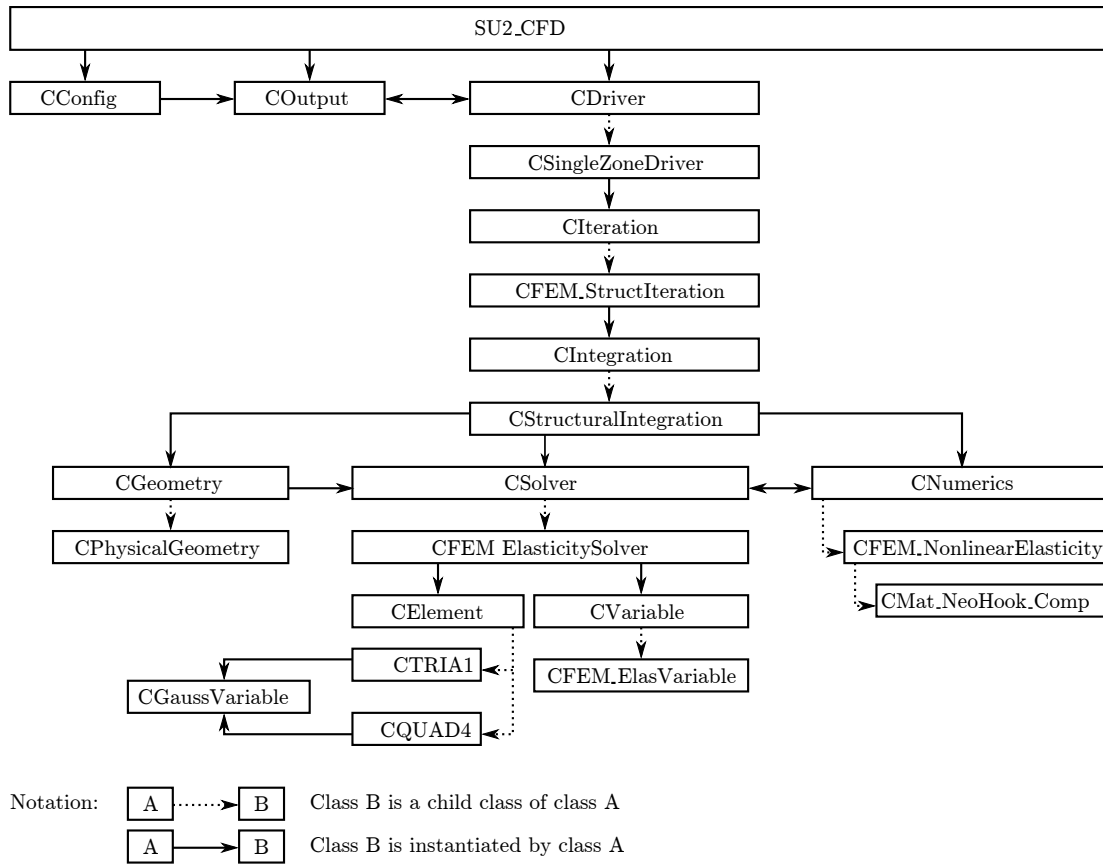 SU2_CFD
CConfig
COutput
CDriver
CSingleZoneDriver
CIteration
CFEM_StructIteration
CIntegration
CStructuralIntegration
CGeometry
CSolver
CNumerics
CPhysicalGeometry
CFEM ElasticitySolver
CFEM_NonlinearElasticity
CElement
CVariable
CMat_NeoHook_Comp
CTRIA1
CFEM_ElasVariable
CGaussVariable
CQUAD4
Notation: A B Class B is a child class of class A
A B Class B is instantiated by class A